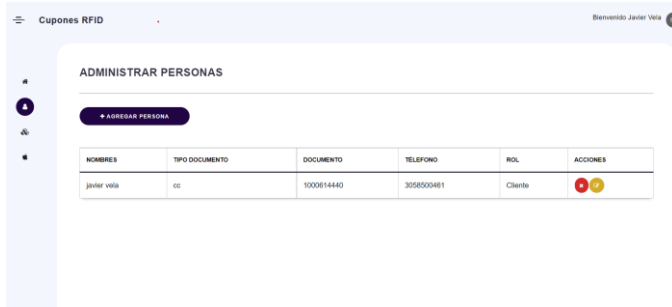 Cupones RFID
Bienvenido Javier Vela
ADMINISTRAR PERSONAS
+ AGREGAR PERSONA
NOMBRES TIPO DOCUMENTO DOCUMENTO TÉLEFONO ROL ACCIONES
javier vela cc 1000614440 3058500461 Cliente